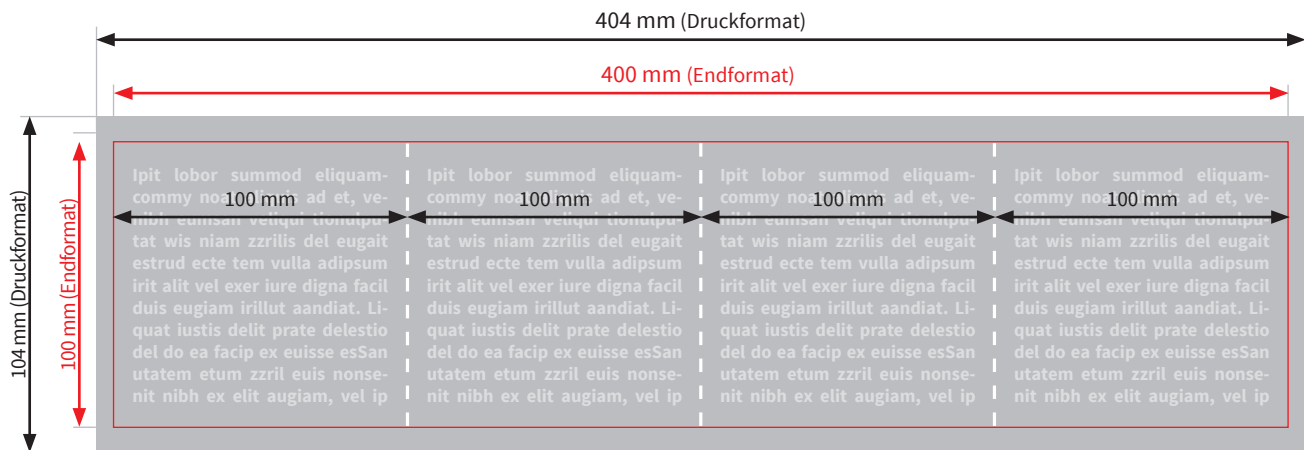 404 mm (Druckformat)
400 mm (Endformat)
104 mm (Druckformat)
100 mm (Endformat)
100 mm
100 mm
100 mm
100 mm
Ipit lobor summod eliquam-
commy ad et, ve-
tat wis niam zzrilis del eugait
estrud ecte tem vulla adipsum
irit alit vel exer iure digna facil
duis eugiam irillut aandiat. Li-
quat iustis delit prate delestio
del do ea facip ex euisse esSan
utatem etum zzril euis nonse-
nit nibh ex elit augiam, vel ip
Ipit lobor summod eliquam-
commy ad et, ve-
tat wis niam zzrilis del eugait
estrud ecte tem vulla adipsum
irit alit vel exer iure digna facil
duis eugiam irillut aandiat. Li-
quat iustis delit prate delestio
del do ea facip ex euisse esSan
utatem etum zzril euis nonse-
nit nibh ex elit augiam, vel ip
Ipit lobor summod eliquam-
commy ad et, ve-
tat wis niam zzrilis del eugait
estrud ecte tem vulla adipsum
irit alit vel exer iure digna facil
duis eugiam irillut aandiat. Li-
quat iustis delit prate delestio
del do ea facip ex euisse esSan
utatem etum zzril euis nonse-
nit nibh ex elit augiam, vel ip
Ipit lobor summod eliquam-
commy ad et, ve-
tat wis niam zzrilis del eugait
estrud ecte tem vulla adipsum
irit alit vel exer iure digna facil
duis eugiam irillut aandiat. Li-
quat iustis delit prate delestio
del do ea facip ex euisse esSan
utatem etum zzril euis nonse-
nit nibh ex elit augiam, vel ip